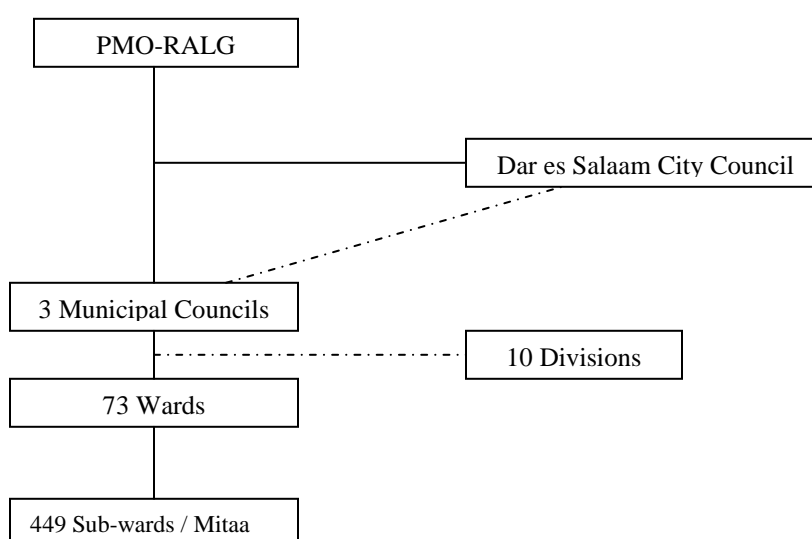 PMO-RALG
Dar es Salaam City Council
3 Municipal Councils
10 Divisions
73 Wards
449 Sub-wards / Mitaa